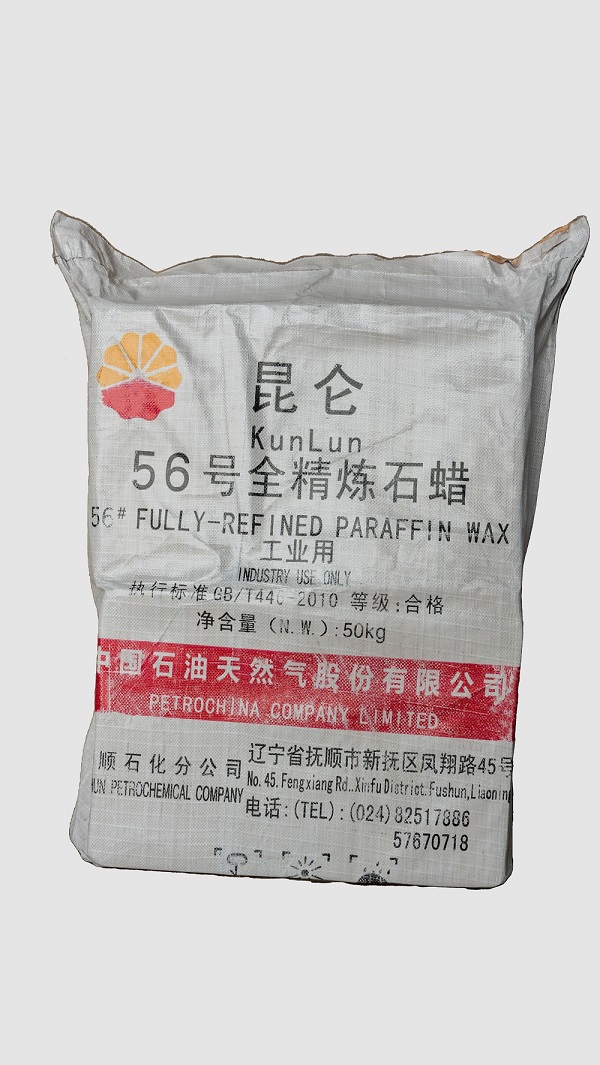 昆仑
KunLun
56号全精炼石蜡
56# FULLY-REFINED PARAFFIN WAX
工业用
INDUSTRY USE ONLY
执行标准GB/T446-2010 等级:合格
净含量(N.W.):50kg
中国石油天然气股份有限公司
PETROCHINA COMPANY LIMITED
顺石化分公司
PETROCHEMICAL COMPANY
辽宁省抚顺市新抚区凤翔路45号
No.45.Fengxiang Rd.,Xinfu District.Fushun,Liaoning
电话:(TEL):(024)82517886
57670718